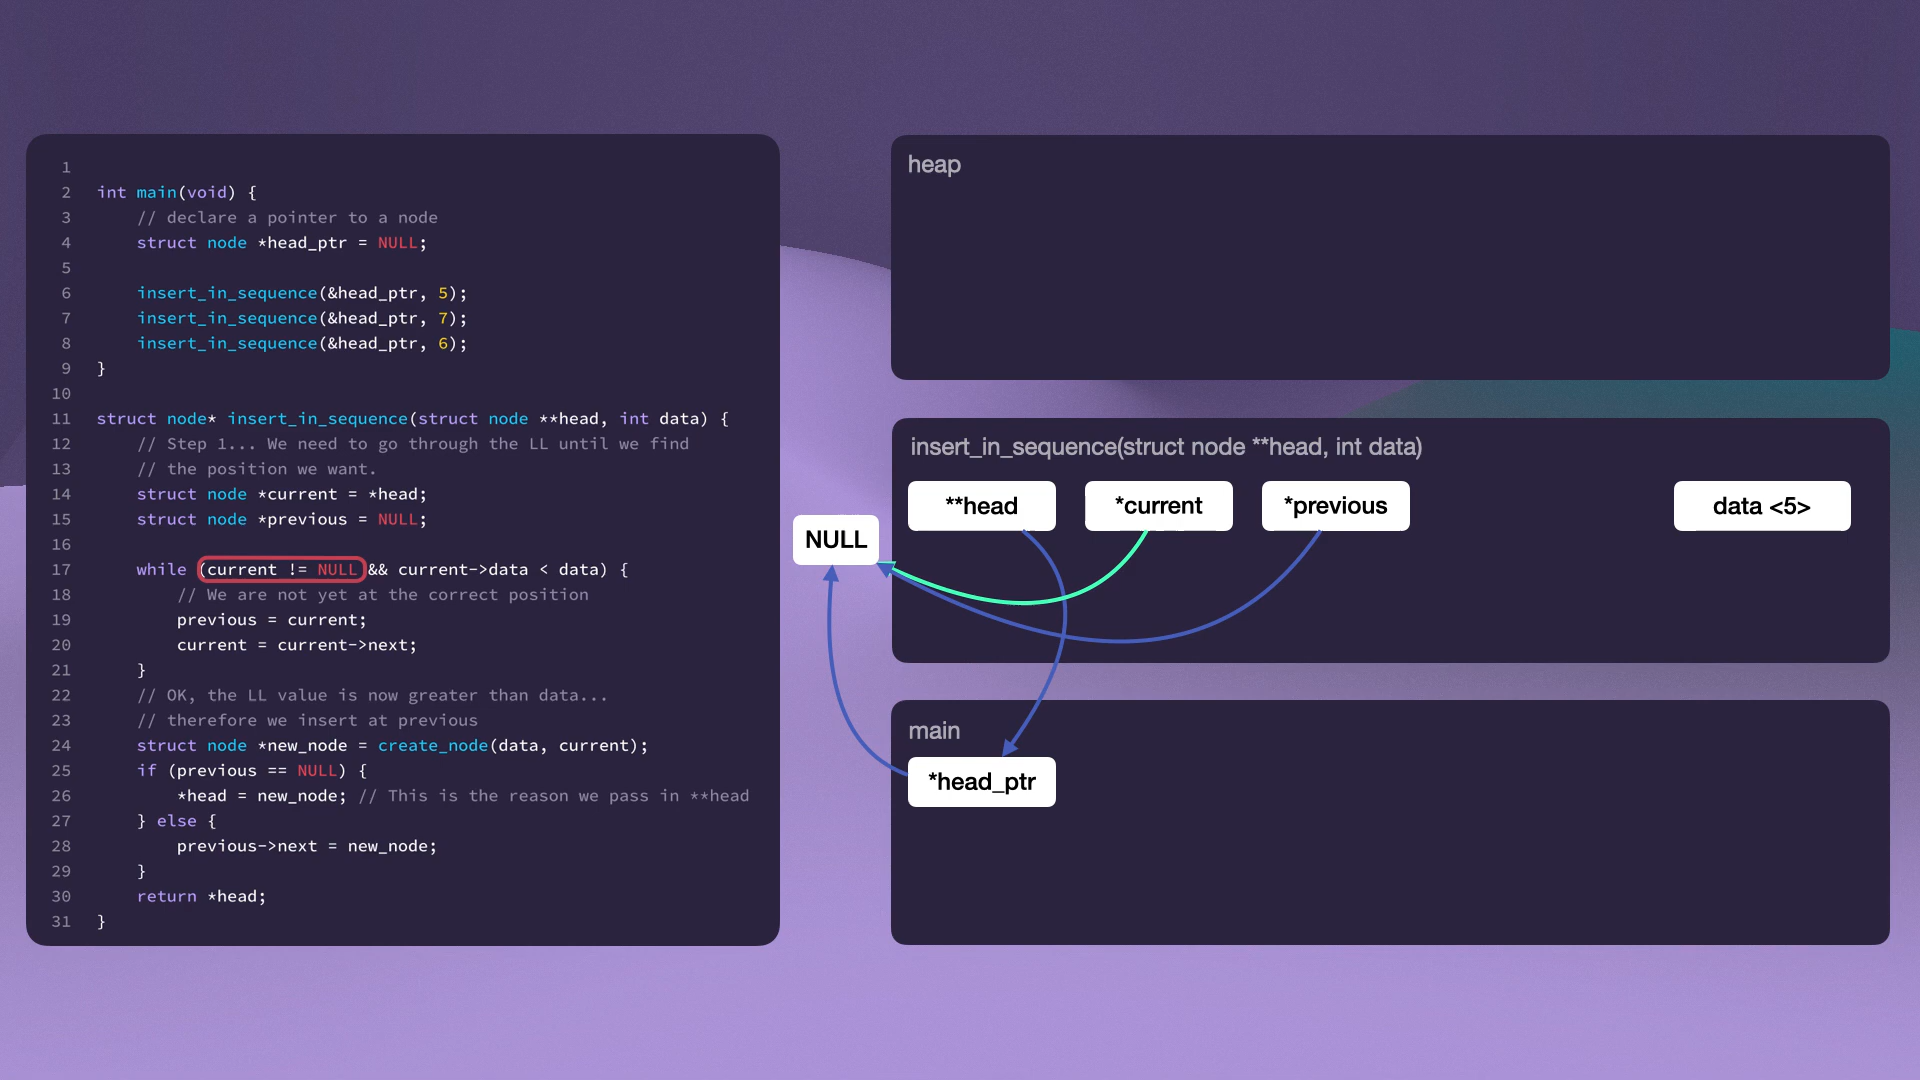 1
2 int main(void) {
3 // declare a pointer to a node
4 struct node *head_ptr = NULL;
5
6 insert_in_sequence(&head_ptr, 5);
7 insert_in_sequence(&head_ptr, 7);
8 insert_in_sequence(&head_ptr, 6);
9 }
10
11 struct node* insert_in_sequence(struct node **head, int data) {
12 // Step 1... We need to go through the LL until we find
13 // the position we want.
14 struct node *current = *head;
15 struct node *previous = NULL;
16
17 while (current != NULL && current->data < data) {
18 // We are not yet at the correct position
19 previous = current;
20 current = current->next;
21 }
22 // OK, the LL value is now greater than data...
23 // therefore we insert at previous
24 struct node *new_node = create_node(data, current);
25 if (previous == NULL) {
26 *head = new_node; // This is the reason we pass in **head
27 } else {
28 previous->next = new_node;
29 }
30 return *head;
31 }
heap
insert_in_sequence(struct node **head, int data)
**head
*current
*previous
data <5>
NULL
main
*head_ptr